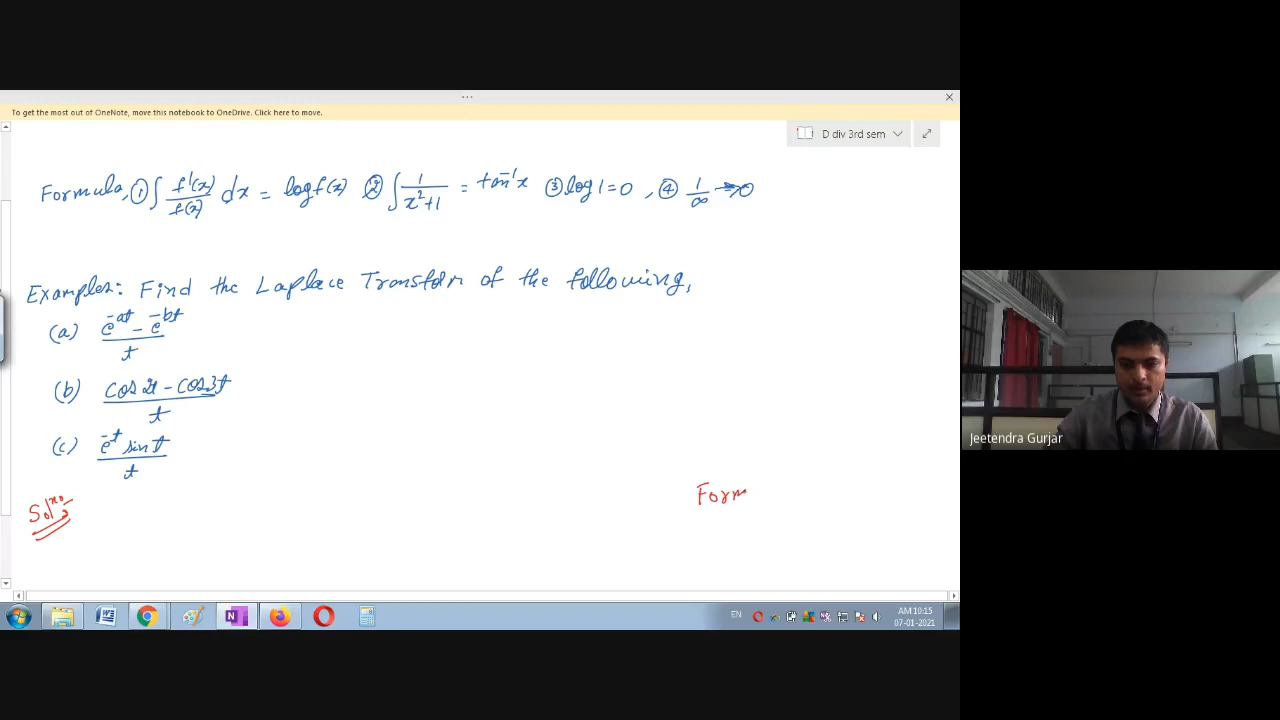 To get the most out of OneNote, move this notebook to OneDrive. Click here to move.
D div 3rd sem
Formula, ① ∫ f'(x)/f(x) dx = log f(x) ② ∫ 1/(x²+1) = tan⁻¹x ③ log 1 = 0, ④ 1/∞ → 0
Examples: Find the Laplace Transform of the following,
(a) (e^-at - e^-bt)/t
(b) (cos 2t - cos 3t)/t
(c) (e^-t sin t)/t
Sol^n:
Form
Jeetendra Gurjar
EN
AM 10:15
07-01-2021